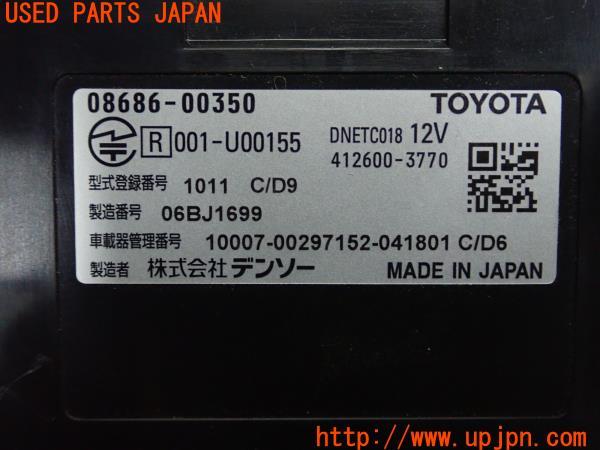 USED PARTS JAPAN
08686-00350
TOYOTA
R 001-U00155
DNETC018 12V
412600-3770
型式登録番号 1011 C/D9
製造番号 06BJ1699
車載器管理番号 10007-00297152-041801 C/D6
製造者 株式会社デンソー
MADE IN JAPAN
http://www.upjpn.com